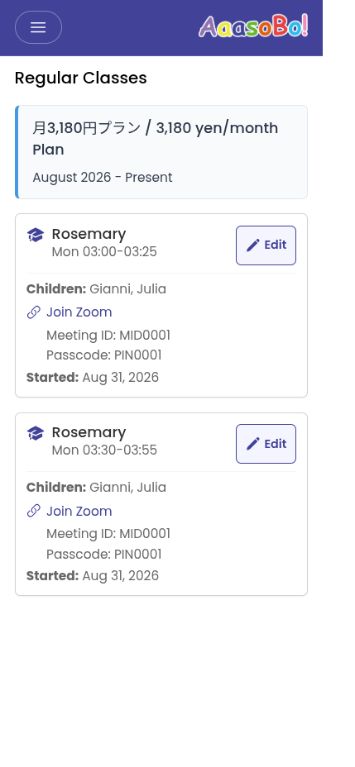 AaasoBo!
Regular Classes
月3,180円プラン / 3,180 yen/month
Plan
August 2026 - Present
Rosemary
Mon 03:00-03:25
Edit
Children: Gianni, Julia
Join Zoom
Meeting ID: MID0001
Passcode: PIN0001
Started: Aug 31, 2026
Rosemary
Mon 03:30-03:55
Edit
Children: Gianni, Julia
Join Zoom
Meeting ID: MID0001
Passcode: PIN0001
Started: Aug 31, 2026